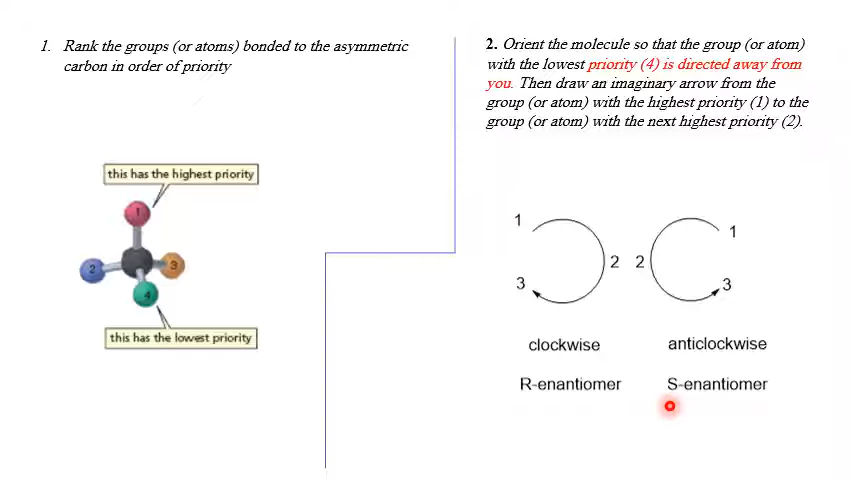 1. Rank the groups (or atoms) bonded to the asymmetric
carbon in order of priority
this has the highest priority
1
2
3
4
this has the lowest priority
2. Orient the molecule so that the group (or atom)
with the lowest priority (4) is directed away from
you. Then draw an imaginary arrow from the
group (or atom) with the highest priority (1) to the
group (or atom) with the next highest priority (2).
1
2
3
clockwise
R-enantiomer
1
2
3
anticlockwise
S-enantiomer